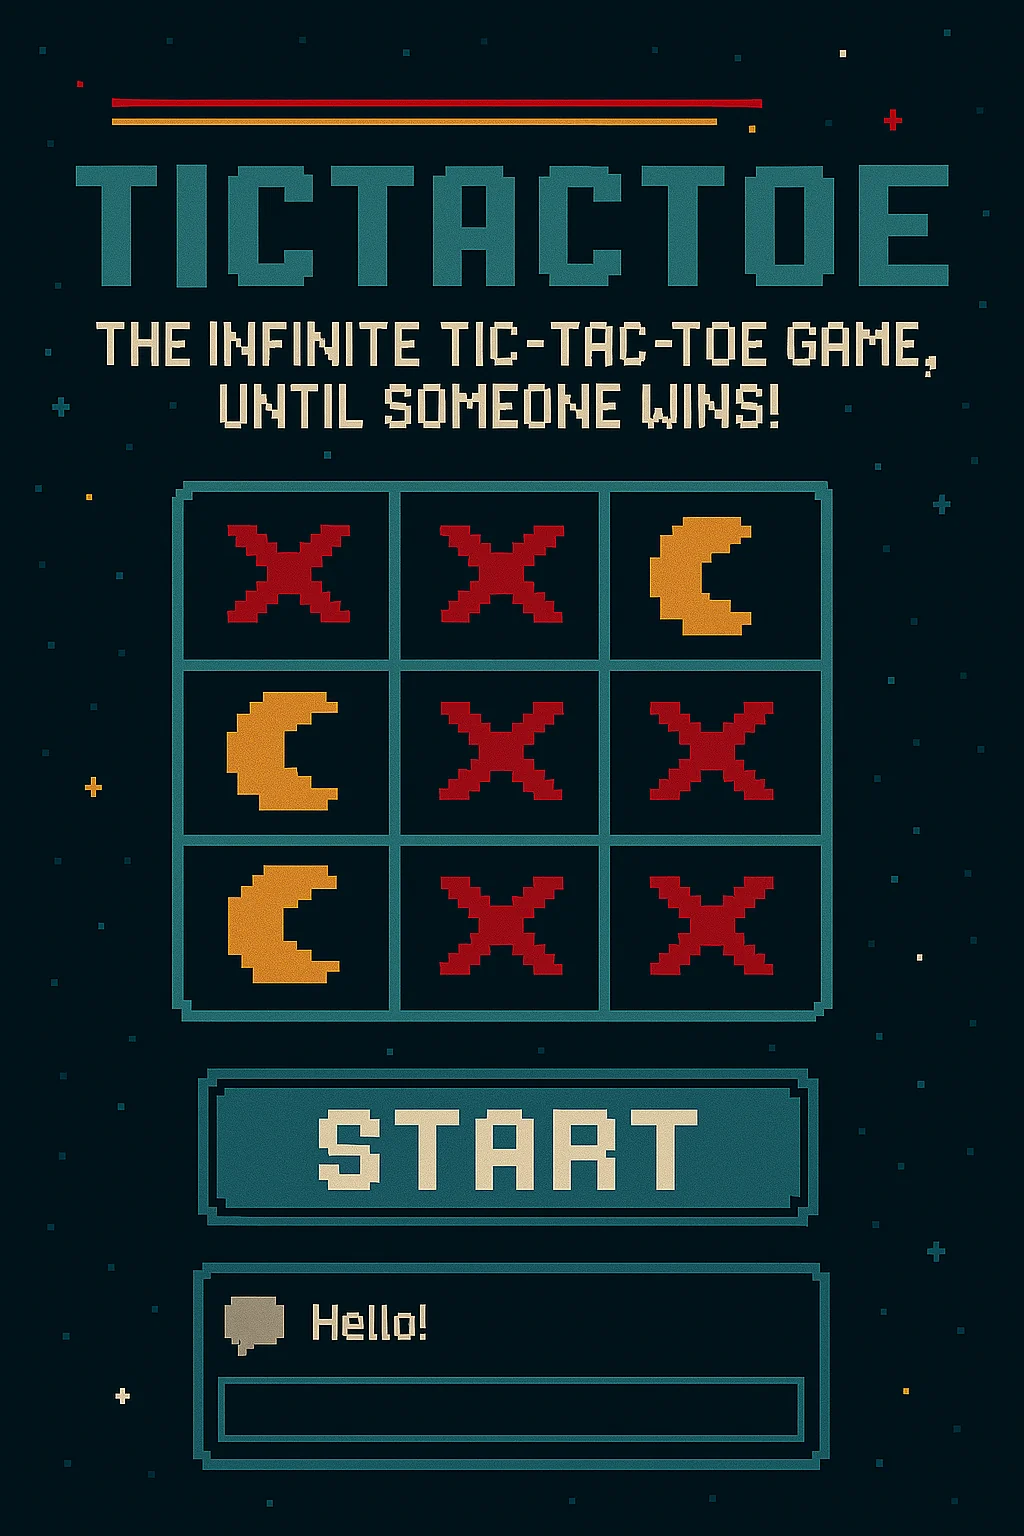 TICTACTOE
THE INFINITE TIC-TAC-TOE GAME,
UNTIL SOMEONE WINS!
START
Hello!